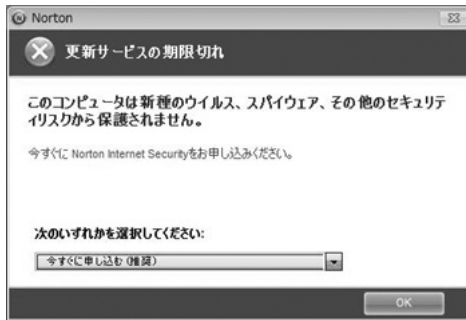 Norton
更新サービスの期限切れ
このコンピュータは新種のウイルス、スパイウェア、その他のセキュリテ
ィリスクから保護されません。
今すぐに Norton Internet Securityをお申し込みください。
次のいずれかを選択してください:
今すぐに申し込む (推奨)
OK